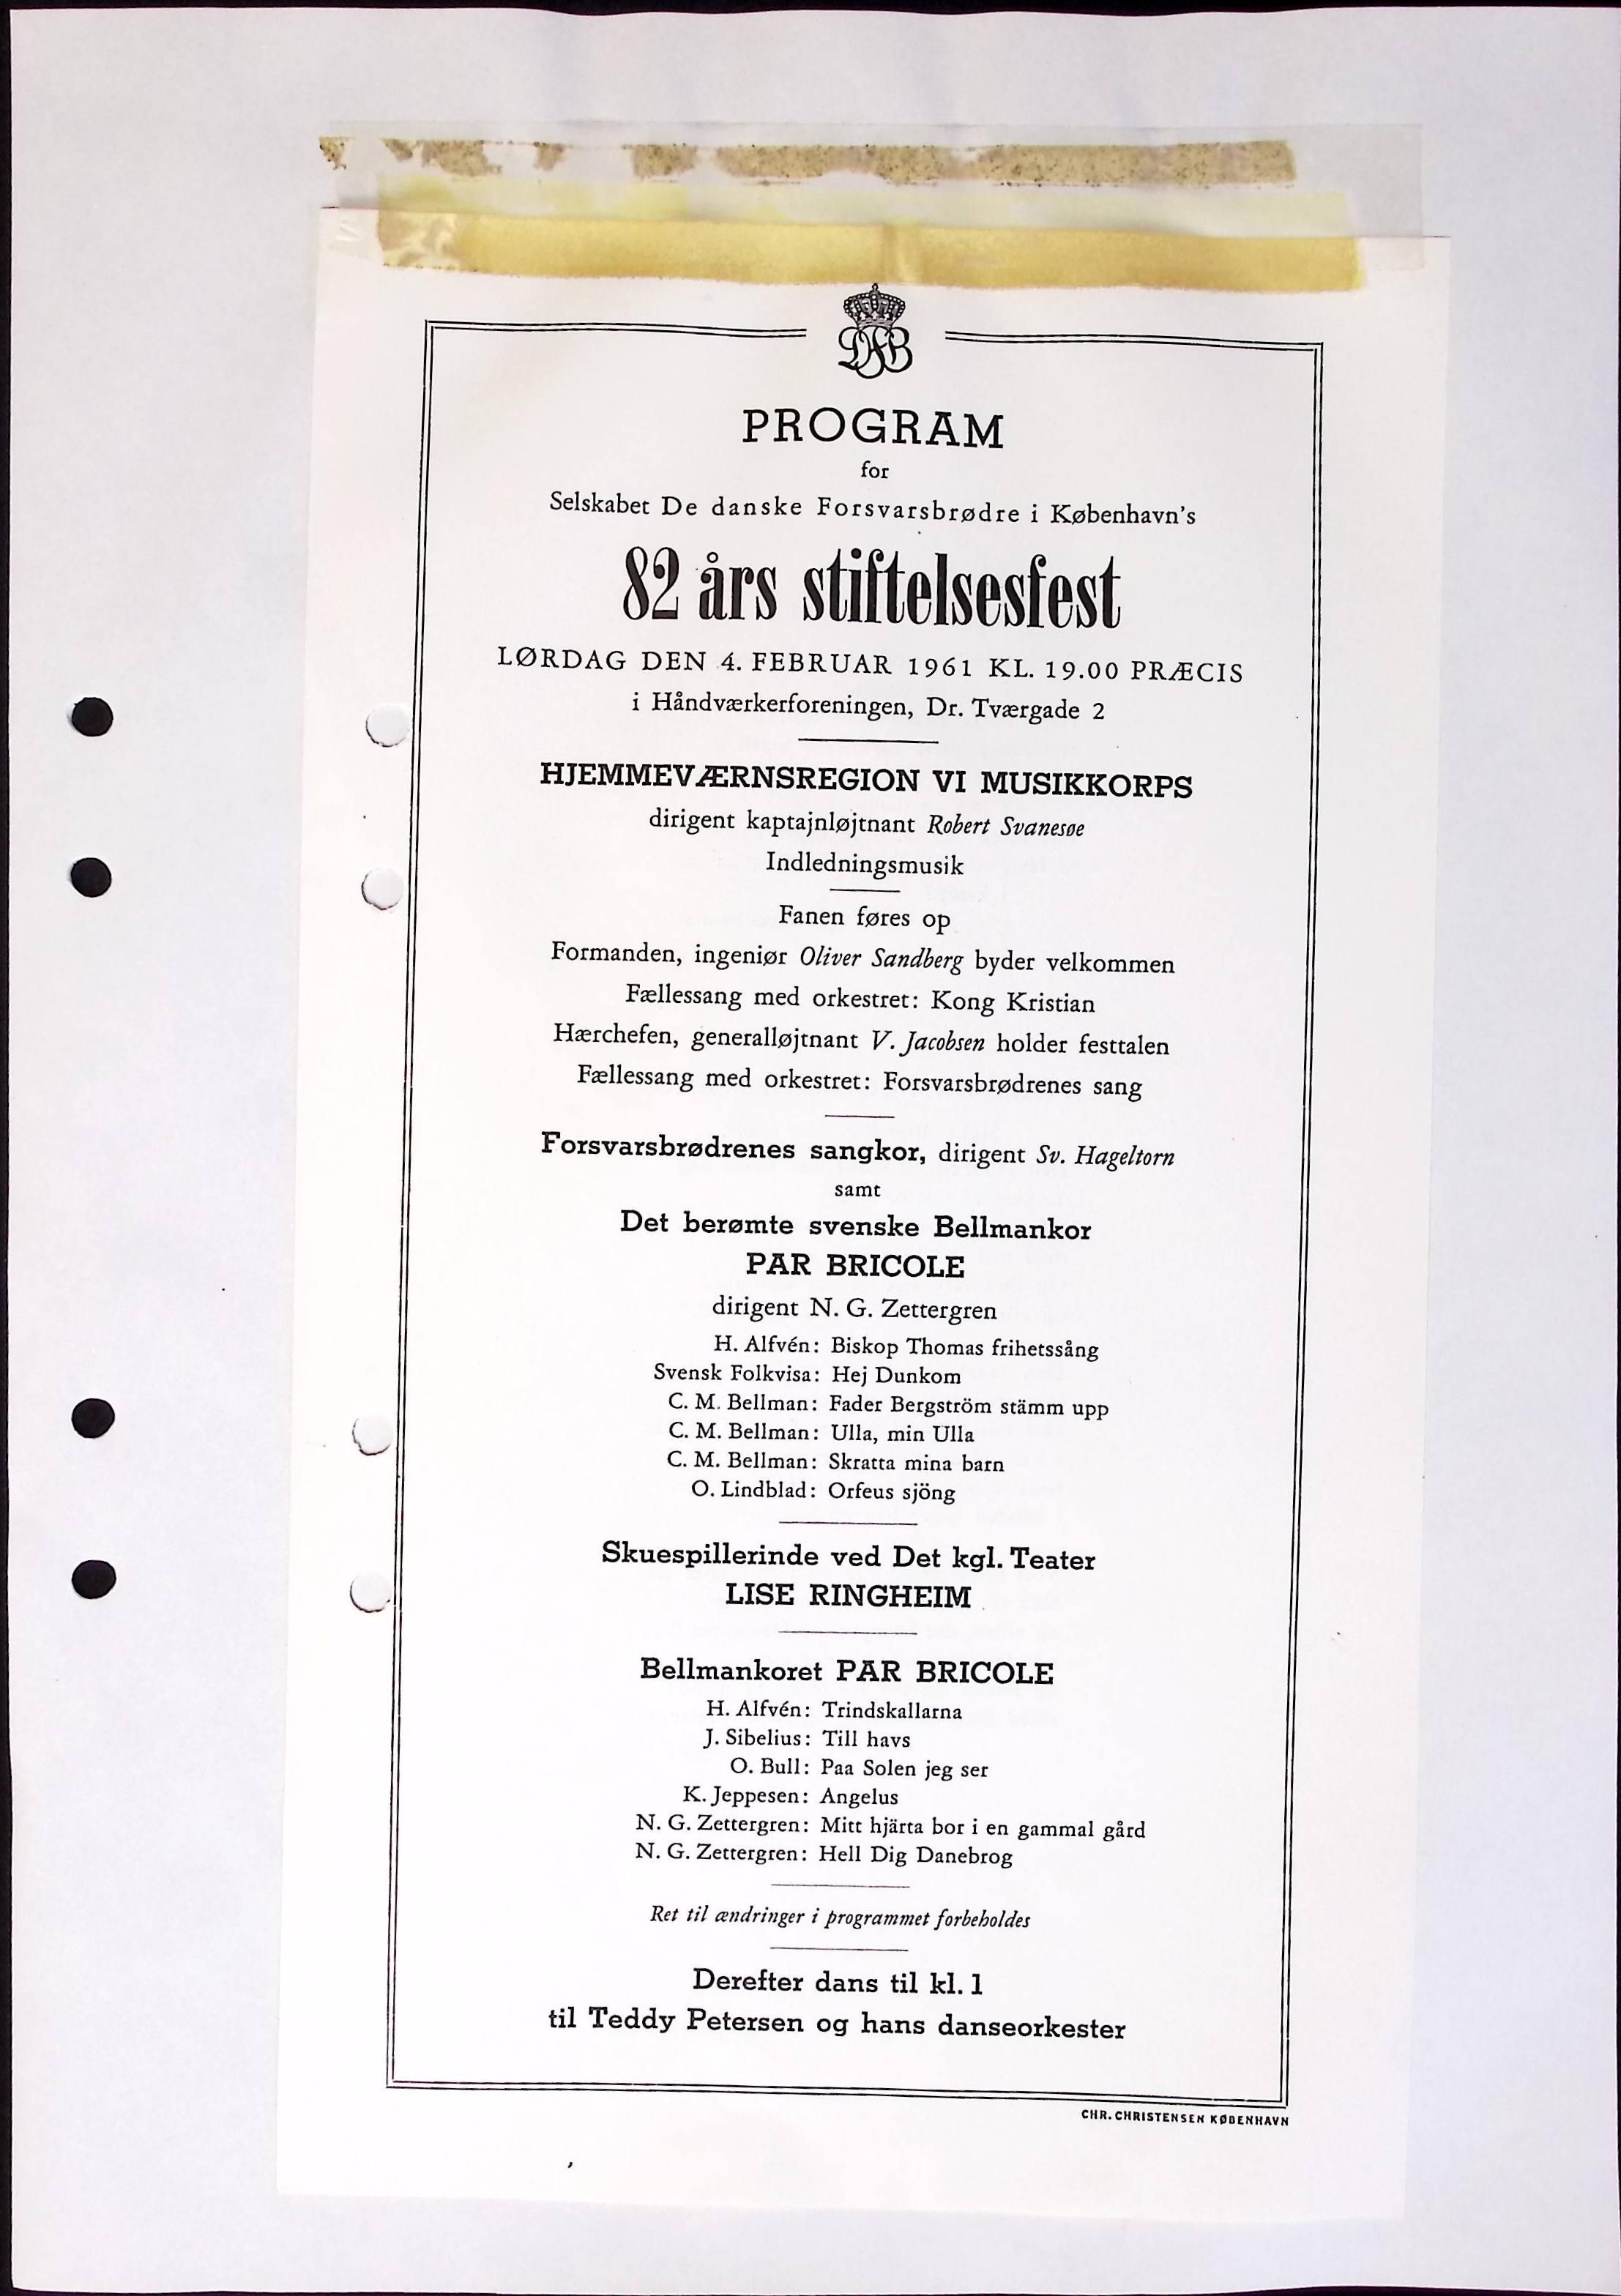 DFB
PROGRAM
for
Selskabet De danske Forsvarsbrødre i København's
82 års stiftelsesfest
LØRDAG DEN 4. FEBRUAR 1961 KL. 19.00 PRÆCIS
i Håndværkerforeningen, Dr. Tværgade 2
HJEMMEVÆRNSREGION VI MUSIKKORPS
dirigent kaptajnløjtnant Robert Svanesøe
Indledningsmusik
Fanen føres op
Formanden, ingeniør Oliver Sandberg byder velkommen
Fællessang med orkestret: Kong Kristian
Hærchefen, generalløjtnant V. Jacobsen holder festtalen
Fællessang med orkestret: Forsvarsbrødrenes sang
Forsvarsbrødrenes sangkor, dirigent Sv. Hageltorn
samt
Det berømte svenske Bellmankor
PAR BRICOLE
dirigent N. G. Zettergren
H. Alfvén: Biskop Thomas frihetssång
Svensk Folkvisa: Hej Dunkom
C. M. Bellman: Fader Bergström stämm upp
C. M. Bellman: Ulla, min Ulla
C. M. Bellman: Skratta mina barn
O. Lindblad: Orfeus sjöng
Skuespillerinde ved Det kgl. Teater
LISE RINGHEIM
Bellmankoret PAR BRICOLE
H. Alfvén: Trindskallarna
J. Sibelius: Till havs
O. Bull: Paa Solen jeg ser
K. Jeppesen: Angelus
N. G. Zettergren: Mitt hjärta bor i en gammal gård
N. G. Zettergren: Hell Dig Danebrog
Ret til ændringer i programmet forbeholdes
Derefter dans til kl. 1
til Teddy Petersen og hans danseorkester
CHR. CHRISTENSEN KØBENHAVN